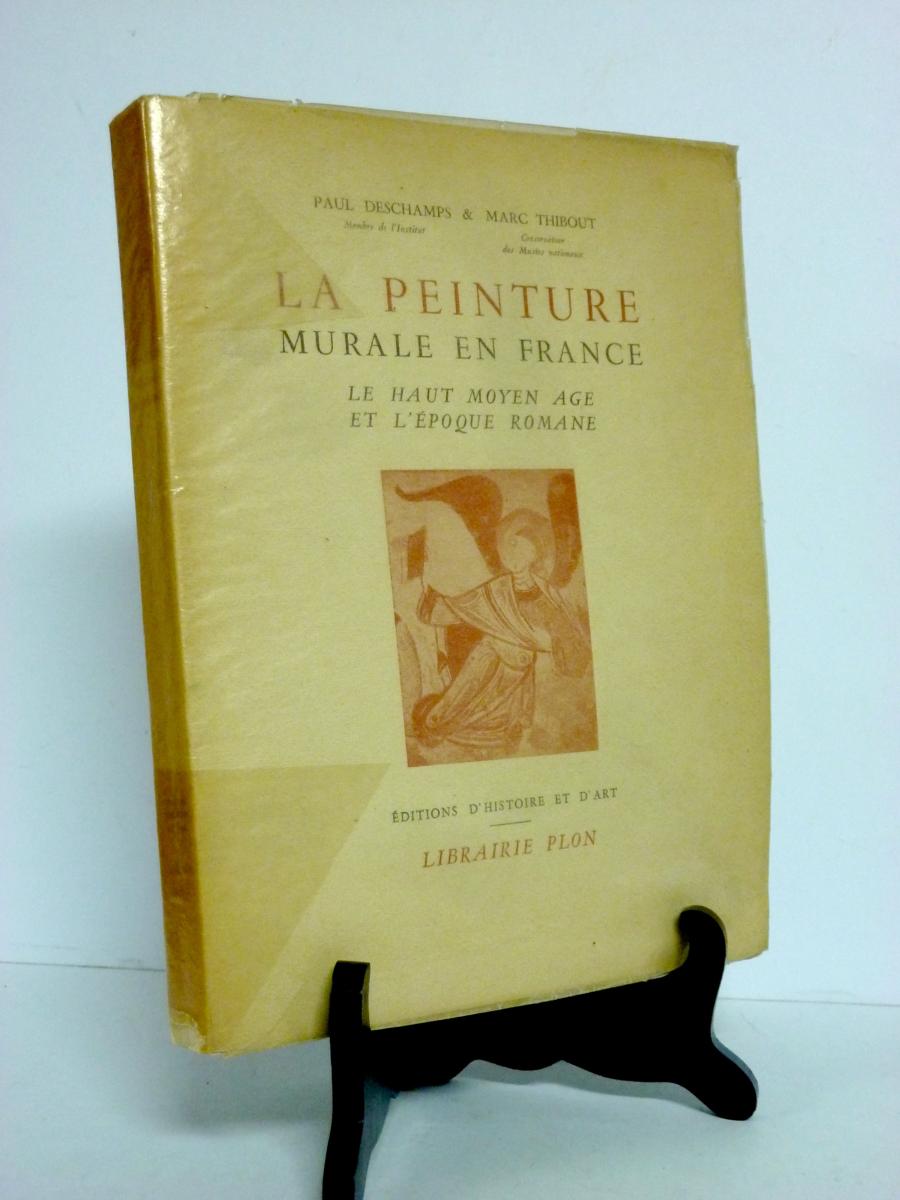 PAUL DESCHAMPS & MARC THIBOUT
Membre de l'Institut
Conservateur
des Musées nationaux
LA PEINTURE
MURALE EN FRANCE
LE HAUT MOYEN AGE
ET L'ÉPOQUE ROMANE
ÉDITIONS D'HISTOIRE ET D'ART
LIBRAIRIE PLON